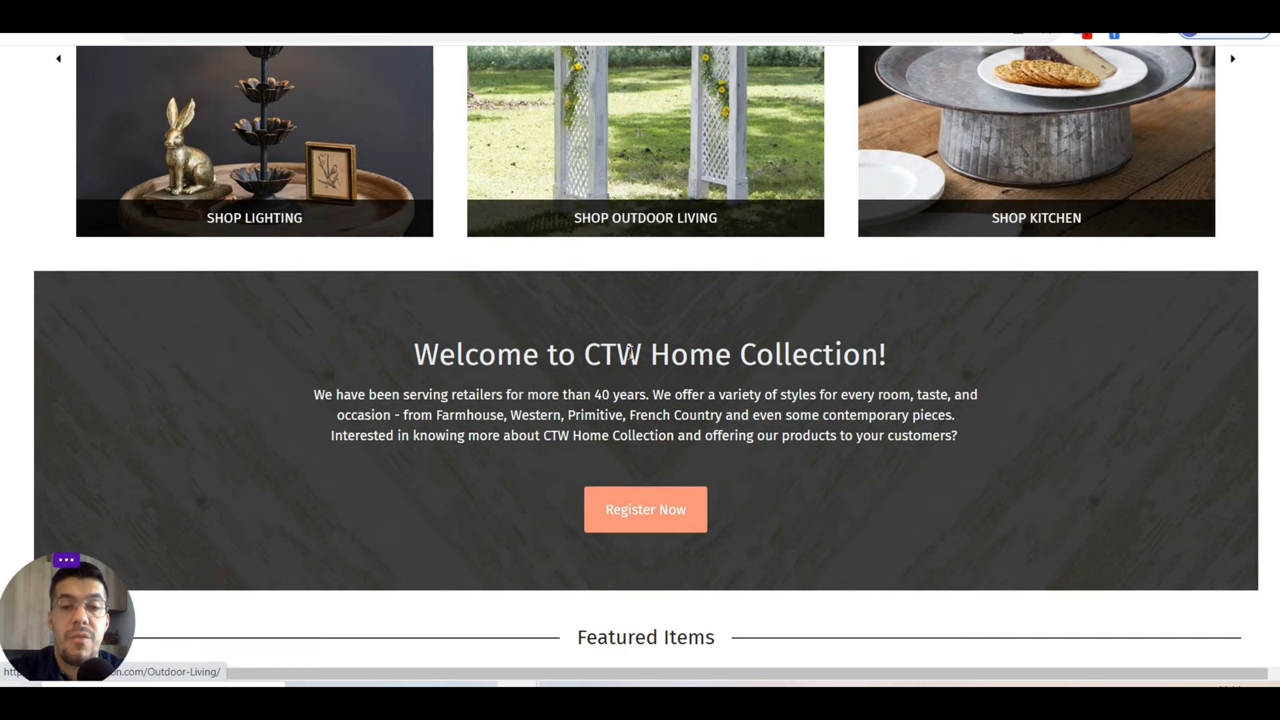 SHOP LIGHTING
SHOP OUTDOOR LIVING
SHOP KITCHEN
Welcome to CTW Home Collection!
We have been serving retailers for more than 40 years. We offer a variety of styles for every room, taste, and
occasion - from Farmhouse, Western, Primitive, French Country and even some contemporary pieces.
Interested in knowing more about CTW Home Collection and offering our products to your customers?
Register Now
Featured Items
on.com/Outdoor-Living/